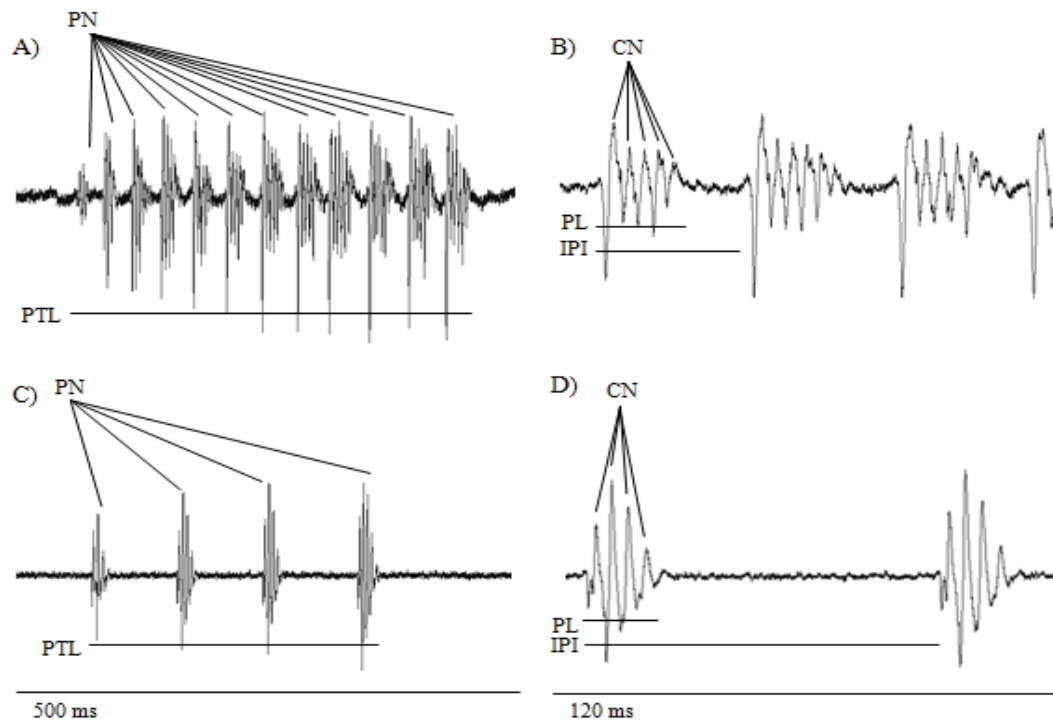 A)
PN
PTL
B)
CN
PL
IPI
C)
PN
PTL
D)
CN
PL
IPI
500 ms
120 ms